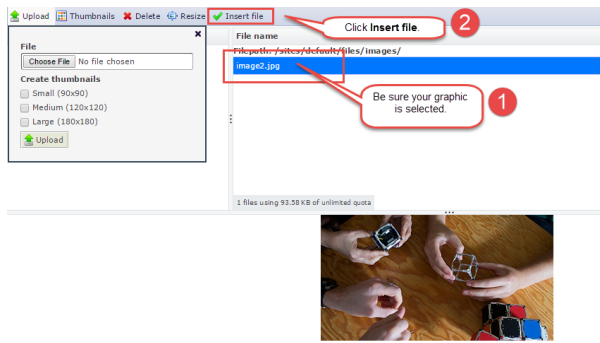 Upload Thumbnails Delete Resize Insert file
Click Insert file.
2
File
Choose File No file chosen
Create thumbnails
Small (90x90)
Medium (120x120)
Large (180x180)
Upload
File name
Filepath: /sites/default/files/images/
image2.jpg
Be sure your graphic
is selected.
1
1 files using 93.58 KB of unlimited quota